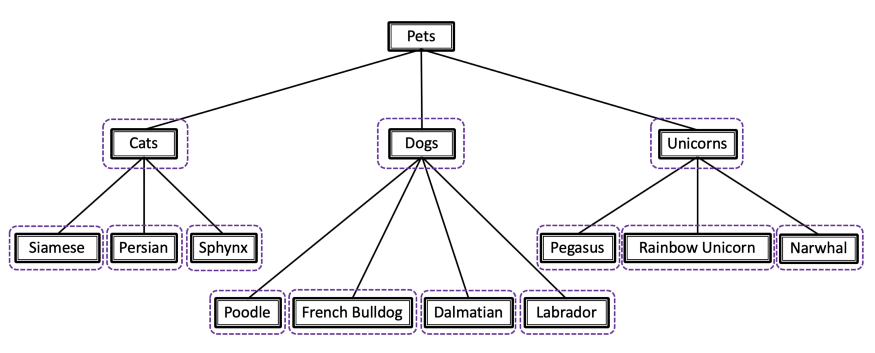 Pets
Cats
Dogs
Unicorns
Siamese
Persian
Sphynx
Pegasus
Rainbow Unicorn
Narwhal
Poodle
French Bulldog
Dalmatian
Labrador